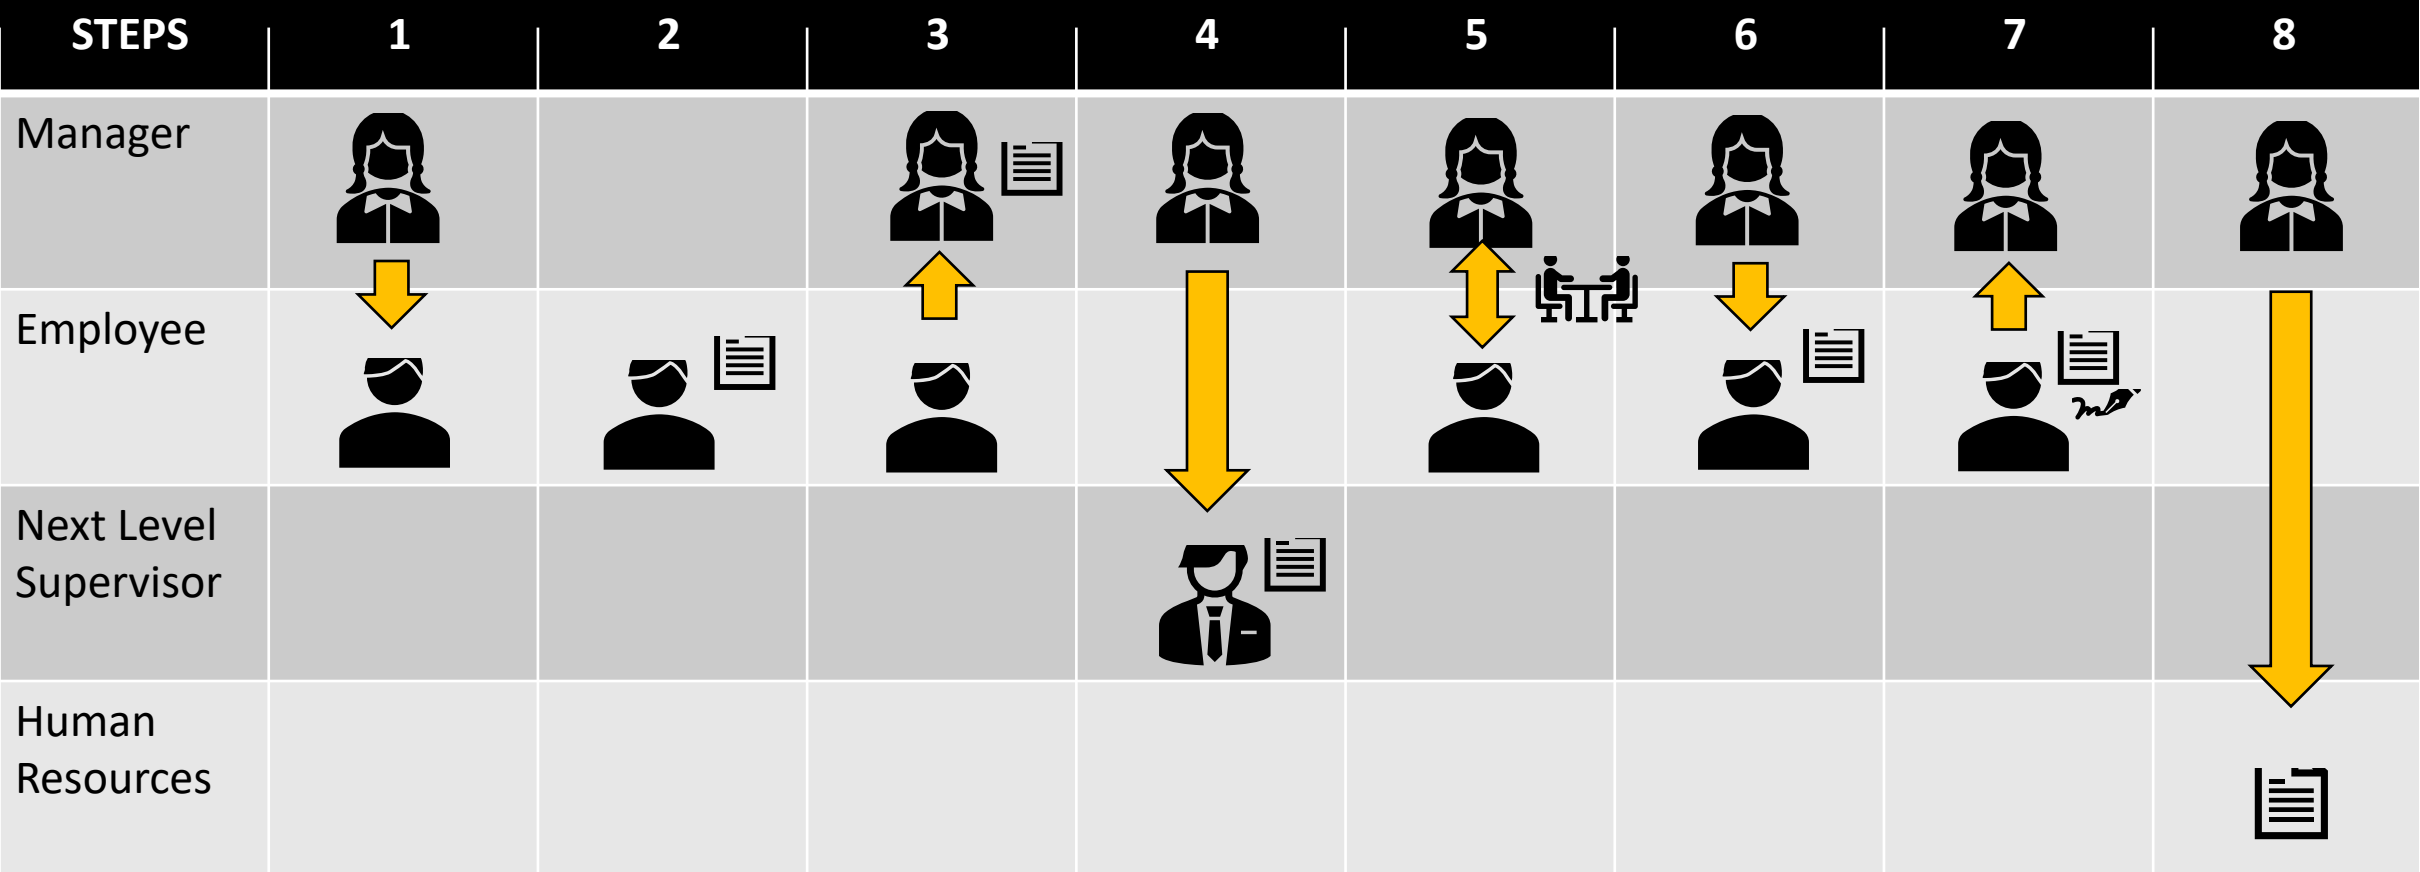 STEPS 1 2 3 4 5 6 7 8
Manager
Employee
Next Level
Supervisor
Human
Resources